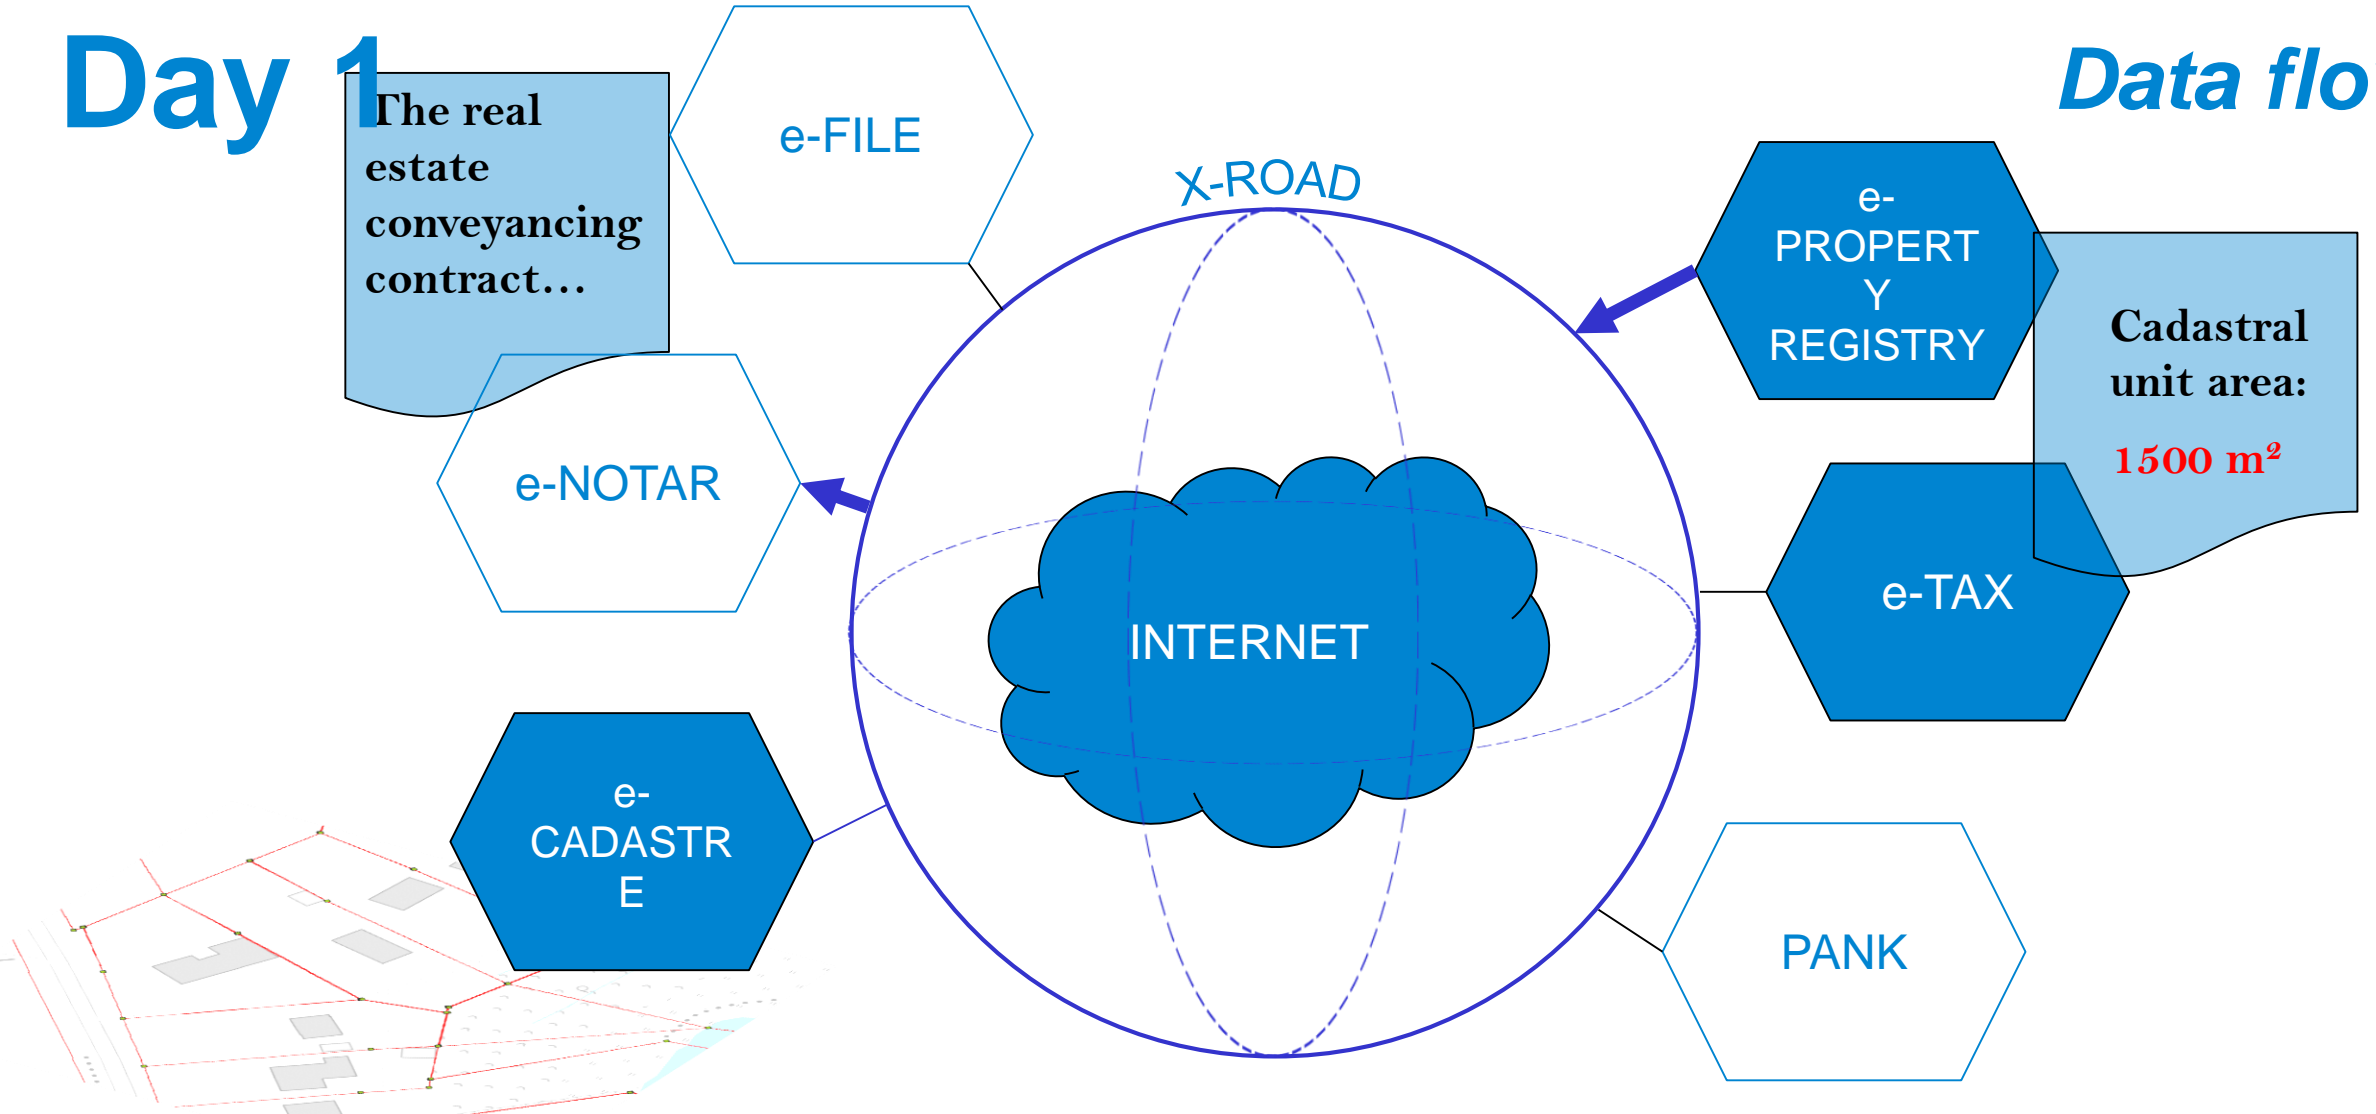 Day 1
Data flo
The real
estate
conveyancing
contract…
e-FILE
X-ROAD
e-
PROPERT
Y
REGISTRY
Cadastral
unit area:
1500 m²
e-NOTAR
e-TAX
INTERNET
e-
CADASTR
E
PANK